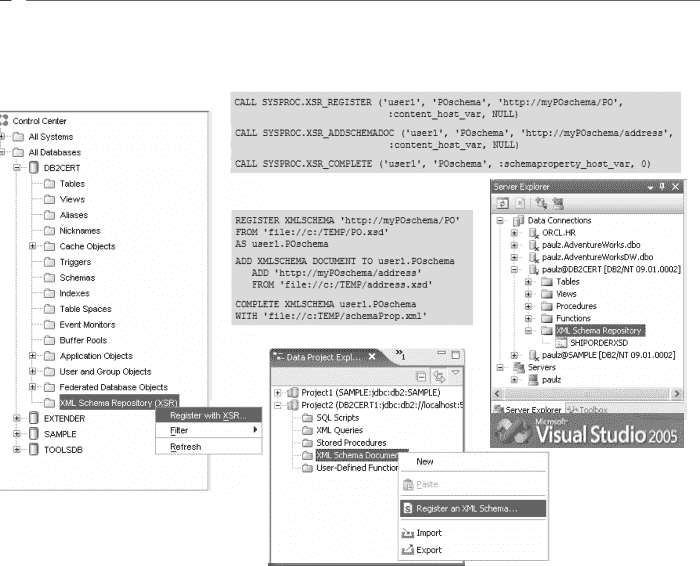 Control Center
All Systems
All Databases
DB2CERT
Tables
Views
Aliases
Nicknames
Cache Objects
Triggers
Schemas
Indexes
Table Spaces
Event Monitors
Buffer Pools
Application Objects
User and Group Objects
Federated Database Objects
XML Schema Repository (XSR)
EXTENDER
SAMPLE
TOOLSDB
Register with XSR...
Filter
Refresh
CALL SYSPROC.XSR_REGISTER ('user1', 'POschema', 'http://myPOschema/PO',
:content_host_var, NULL)
CALL SYSPROC.XSR_ADDSCHEMADOC ('user1', 'POschema', 'http://myPOschema/address',
:content_host_var, NULL)
CALL SYSPROC.XSR_COMPLETE ('user1', 'POschema', :schemaproperty_host_var, 0)
REGISTER XMLSCHEMA 'http://myPOschema/PO'
FROM 'file://c:/TEMP/PO.xsd'
AS user1.POschema
ADD XMLSCHEMA DOCUMENT TO user1.POschema
ADD 'http://myPOschema/address'
FROM 'file://c:/TEMP/address.xsd'
COMPLETE XMLSCHEMA user1.POschema
WITH 'file://c:TEMP/schemaProp.xml'
Server Explorer
Data Connections
ORCL.HR
paulz.AdventureWorks.dbo
paulz.AdventureWorksDW.dbo
paulz@DB2CERT [DB2/NT 09.01.0002]
Tables
Views
Procedures
Functions
XML Schema Repository
SHIPORDERXSD
paulz@SAMPLE [DB2/NT 09.01.0002]
Servers
paulz
Server Explorer Toolbox
Microsoft
Visual Studio 2005
Data Project Expl... 1
Project1 (SAMPLE:jdbc:db2:SAMPLE)
Project2 (DB2CERT1:jdbc:db2://localhost:5
SQL Scripts
XML Queries
Stored Procedures
XML Schema Docume
User-Defined Function
New
Paste
Register an XML Schema...
Import
Export